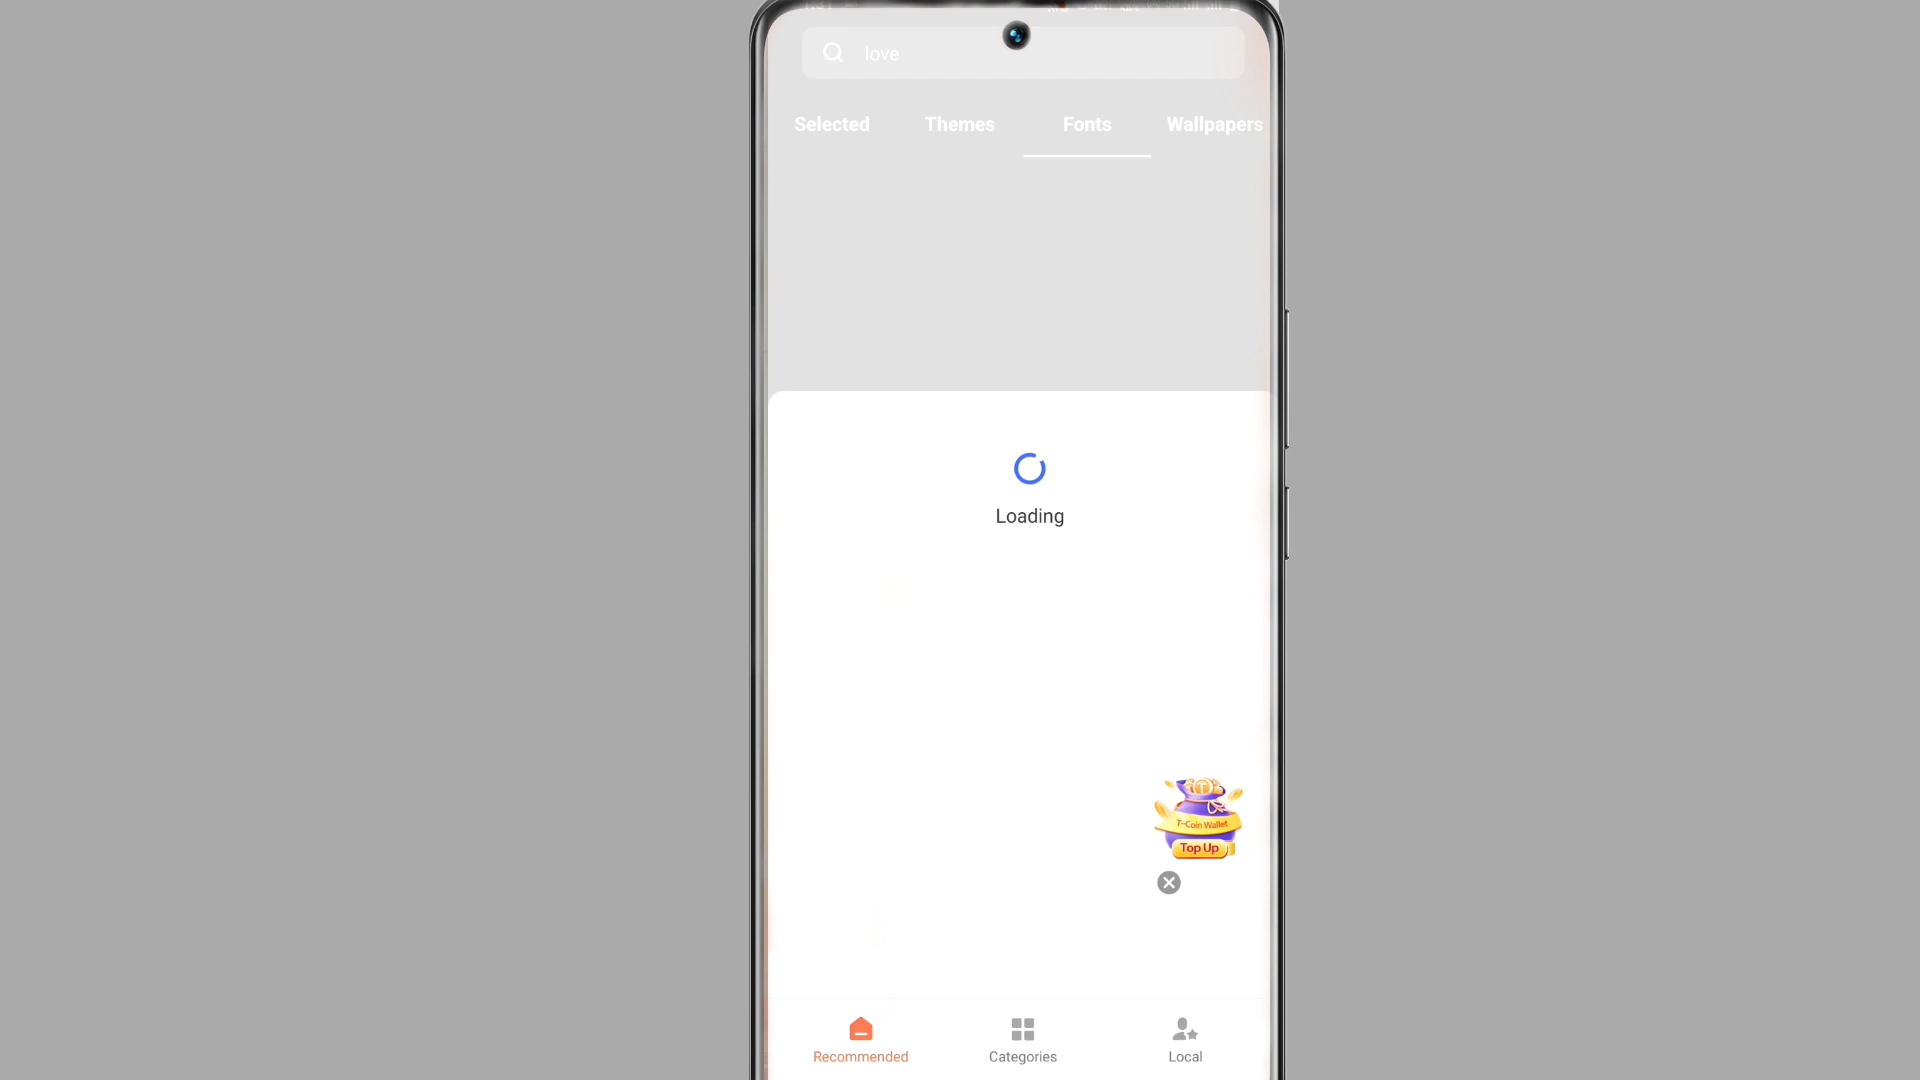 love
Selected Themes Fonts Wallpapers
Loading
T-Coin Wallet
Top Up
Recommended Categories Local